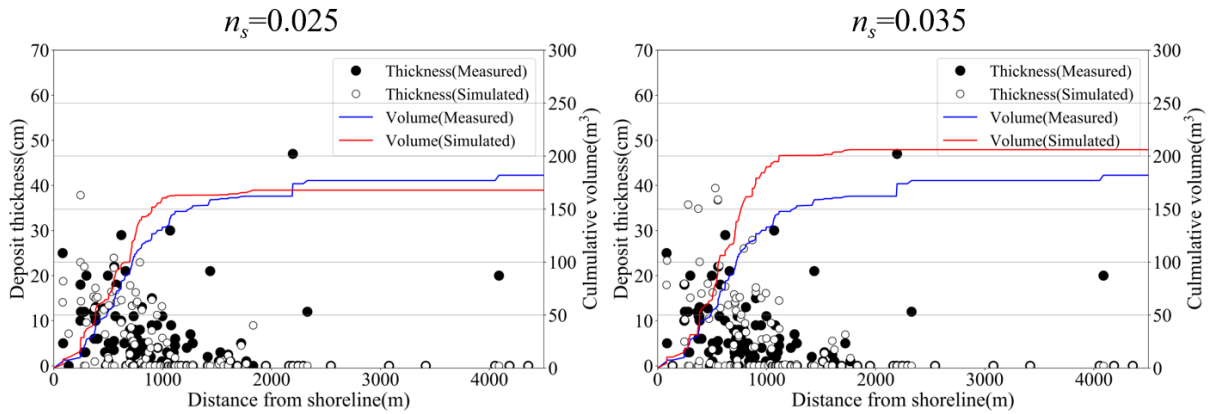 n_s=0.025
70
60
50
40
30
20
10
0
Deposit thickness(cm)
300
250
200
150
100
50
0
Culmulative volume(m³)
Thickness(Measured)
Thickness(Simulated)
Volume(Measured)
Volume(Simulated)
0 1000 2000 3000 4000
Distance from shoreline(m)
n_s=0.035
70
60
50
40
30
20
10
0
Deposit thickness(cm)
300
250
200
150
100
50
0
Culmulative volume(m³)
Thickness(Measured)
Thickness(Simulated)
Volume(Measured)
Volume(Simulated)
0 1000 2000 3000 4000
Distance from shoreline(m)